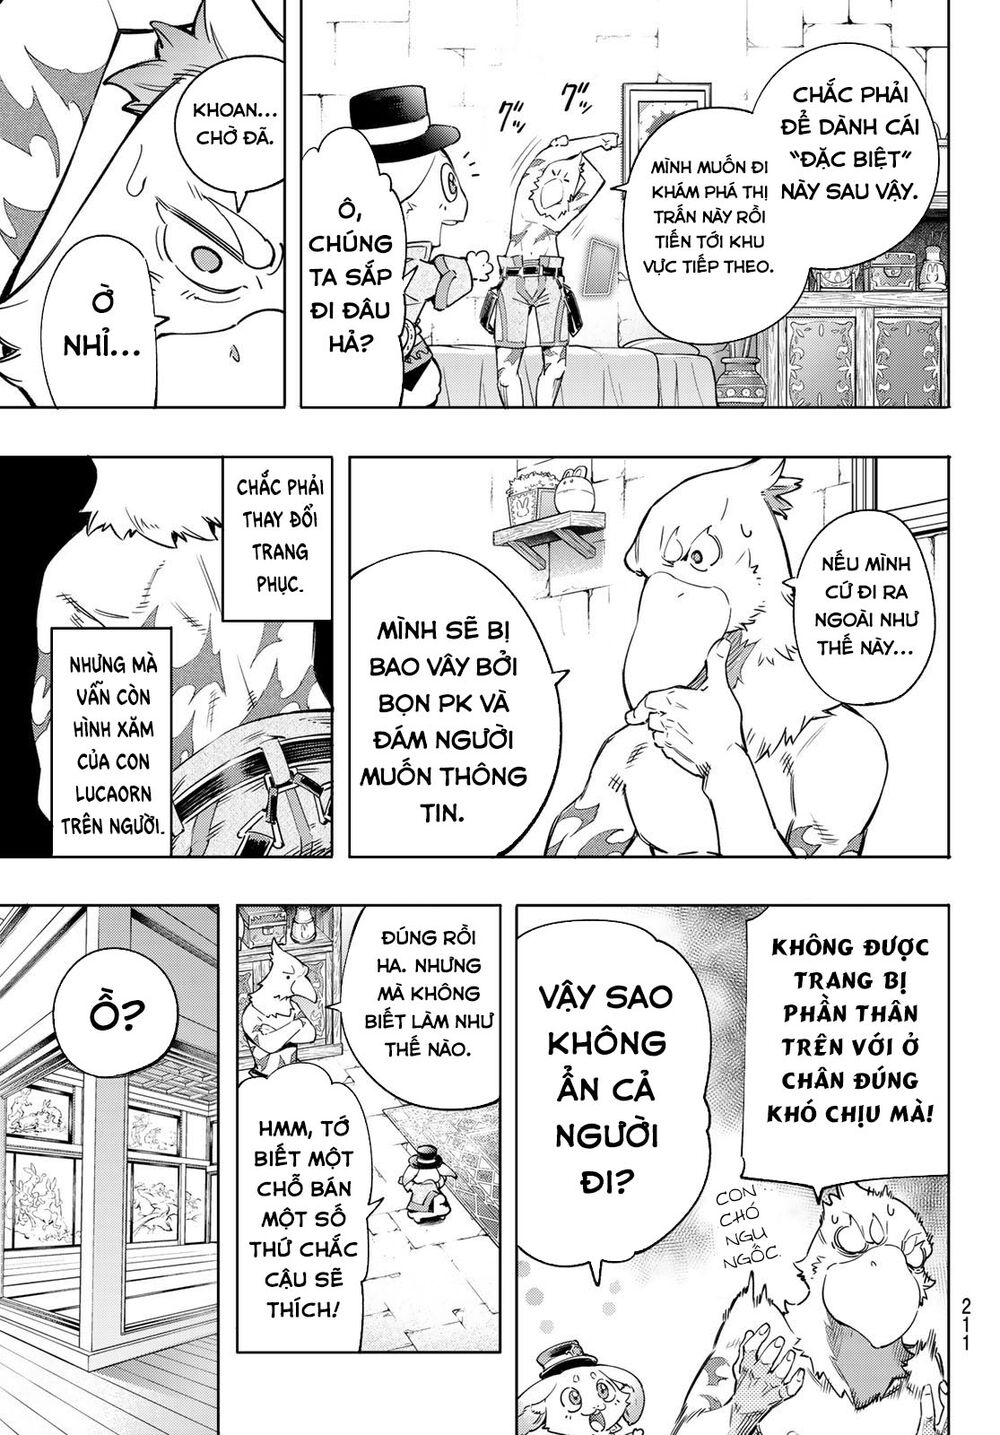 CHẮC PHẢI
ĐỂ DÀNH CÁI
“ĐẶC BIỆT”
NÀY SAU VẬY.
MÌNH MUỐN ĐI
KHÁM PHÁ THỊ
TRẤN NÀY RỒI
TIẾN TỚI KHU
VỰC TIẾP THEO.
Ô,
CHÚNG
TA SẮP
ĐI ĐÂU
HẢ?
KHOAN...
CHỜ ĐÃ.
Ờ
NHỈ...
NẾU MÌNH
CỨ ĐI RA
NGOÀI NHƯ
THẾ NÀY...
MÌNH SẼ BỊ
BAO VÂY BỞI
BỌN PK VÀ
ĐÁM NGƯỜI
MUỐN THÔNG
TIN.
CHẮC PHẢI
THAY ĐỔI
TRANG
PHỤC.
NHƯNG MÀ
VẪN CÒN
HÌNH XĂM
CỦA CON
LUCAORN
TRÊN NGƯỜI.
KHÔNG ĐƯỢC
TRANG BỊ
PHẦN THÂN
TRÊN VỚI Ở
CHÂN ĐÚNG
KHÓ CHỊU MÀ!
CON
CHÓ
NGU
NGỐC
VẬY SAO
KHÔNG
ẨN CẢ
NGƯỜI
ĐI?
ĐÚNG RỒI
HA. NHƯNG
MÀ KHÔNG
BIẾT LÀM NHƯ
THẾ NÀO.
HMM, TỚ
BIẾT MỘT
CHỖ BÁN
MỘT SỐ
THỨ CHẮC
CẬU SẼ
THÍCH!
Ồ?
211